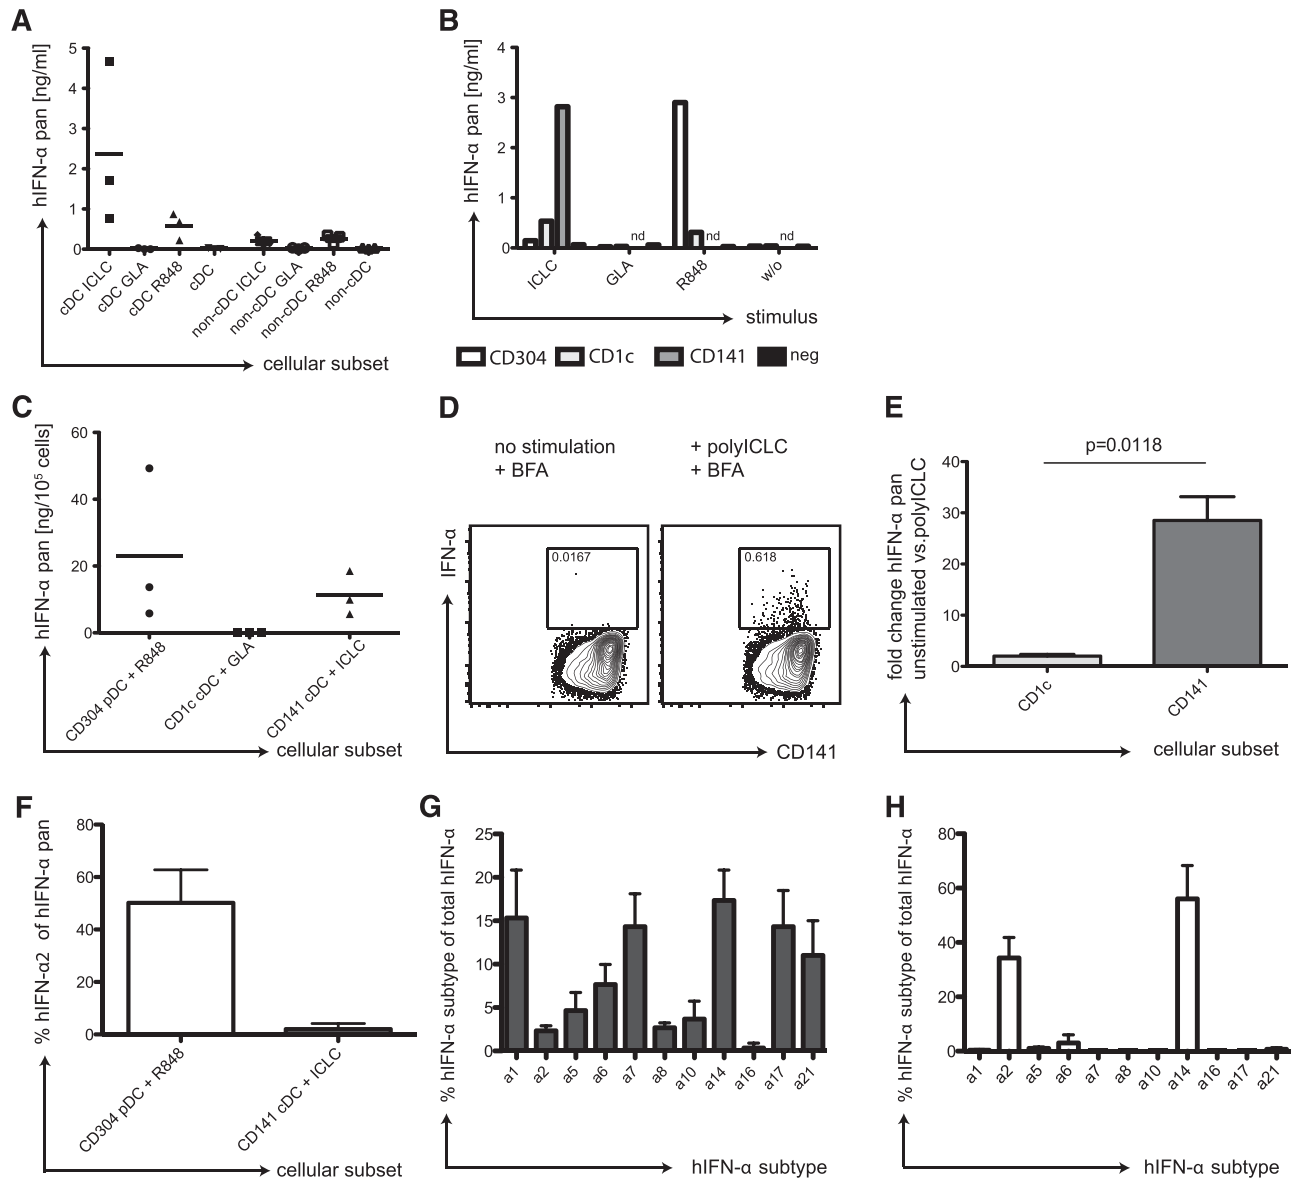 A
hIFN-α pan [ng/ml]
5
4
3
2
1
0
cDC ICLC
cDC GLA
cDC R848
cDC
non-cDC ICLC
non-cDC GLA
non-cDC R848
non-cDC
cellular subset
B
hIFN-α pan [ng/ml]
4
3
2
1
0
nd
nd
nd
ICLC
GLA
R848
w/o
stimulus
CD304
CD1c
CD141
neg
C
hIFN-α pan [ng/10⁵ cells]
60
40
20
0
CD304 pDC + R848
CD1c cDC + GLA
CD141 cDC + ICLC
cellular subset
D
no stimulation
+ BFA
+ polyICLC
+ BFA
IFN-α
0.0167
0.618
CD141
E
fold change hIFN-α pan
unstimulated vs.polyICLC
p=0.0118
40
30
20
10
0
CD1c
CD141
cellular subset
F
% hIFN-α2 of hIFN-α pan
80
60
40
20
0
CD304 pDC + R848
CD141 cDC + ICLC
cellular subset
G
% hIFN-α subtype of total hIFN-α
25
20
15
10
5
0
a1
a2
a5
a6
a7
a8
a10
a14
a16
a17
a21
hIFN-α subtype
H
% hIFN-α subtype of total hIFN-α
80
60
40
20
0
a1
a2
a5
a6
a7
a8
a10
a14
a16
a17
a21
hIFN-α subtype